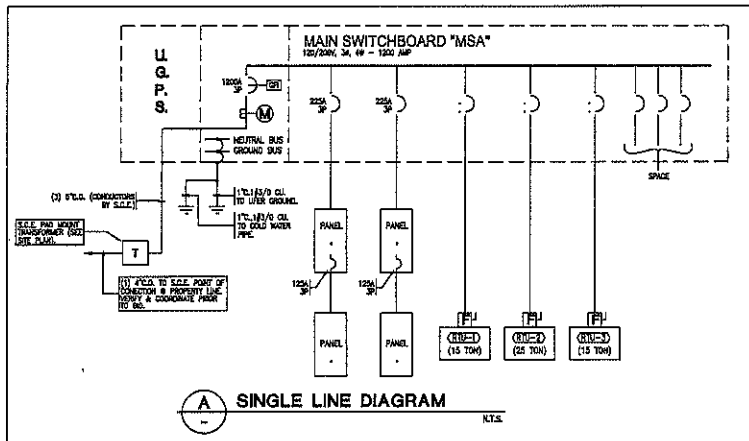 U.
G.
P.
S.
MAIN SWITCHBOARD "MSA"
120/208V, 3Ø, 4W - 1200 AMP
1200A
3P
GFI
M
NEUTRAL BUS
GROUND BUS
225A
3P
225A
3P
SPACE
(3) 5"C.O. (CONDUCTORS
BY S.C.E.)
1"C,1#3/0 CU.
TO UFER GROUND.
1"C.,1#3/0 CU.
TO COLD WATER
PIPE.
S.C.E. PAD MOUNT
TRANSFORMER (SEE
SITE PLAN).
T
(1) 4"C.O. TO S.C.E. POINT OF
CONECTION @ PROPERTY LINE.
VERIFY & COORDINATE PRIOR
TO BID.
PANEL
PANEL
125A
3P
125A
3P
PANEL
PANEL
RTU-1
(15 TON)
RTU-2
(25 TON)
RTU-3
(15 TON)
A
SINGLE LINE DIAGRAM
N.T.S.